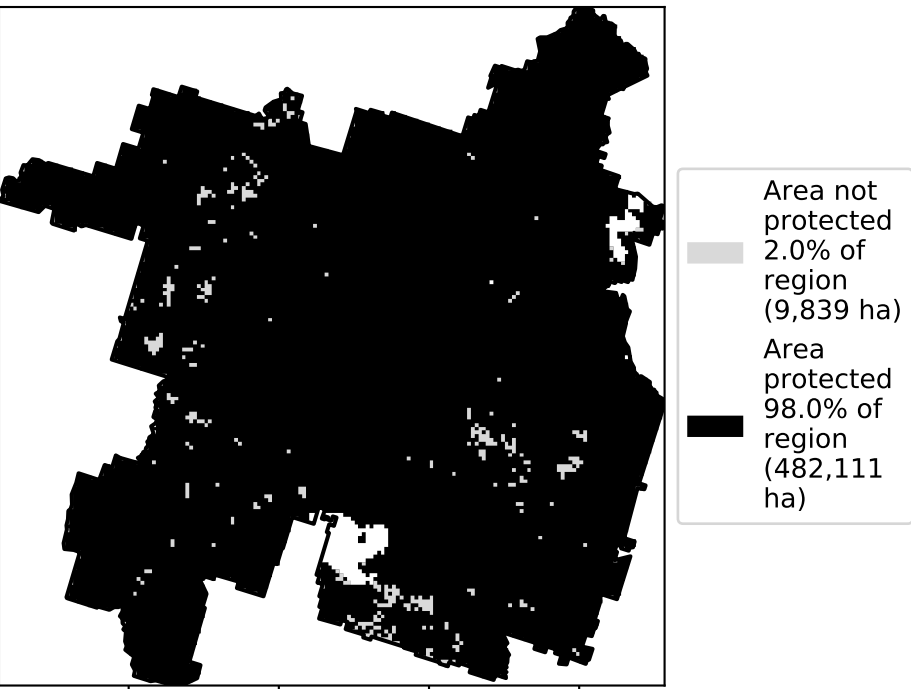 Area not
protected
2.0% of
region
(9,839 ha)
Area
protected
98.0% of
region
(482,111
ha)